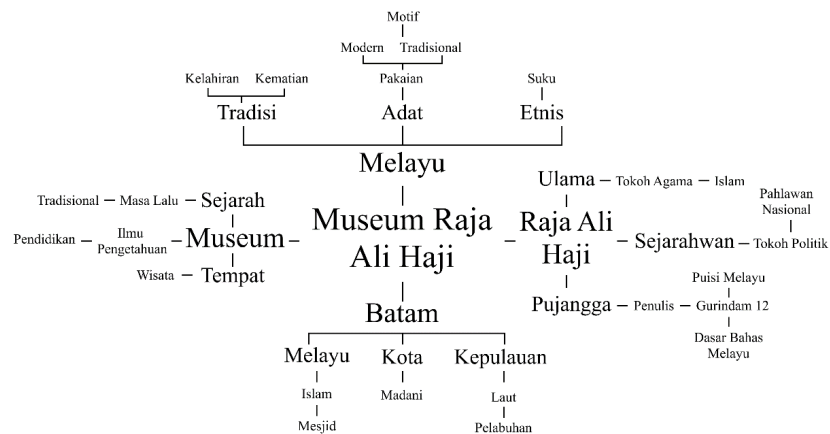 Motif
Modern Tradisional
Kelahiran Kematian Pakaian Suku
Tradisi Adat Etnis
Melayu
Ulama Tokoh Agama Islam
Tradisional Masa Lalu Sejarah
Pahlawan
Nasional
Museum Raja
Ali Haji
Raja Ali
Haji
Pendidikan
Ilmu
Pengetahuan
Museum
Sejarahwan Tokoh Politik
Wisata Tempat
Puisi Melayu
Pujangga Penulis Gurindam 12
Dasar Bahas
Melayu
Batam
Melayu Kota Kepulauan
Islam Madani Laut
Mesjid Pelabuhan